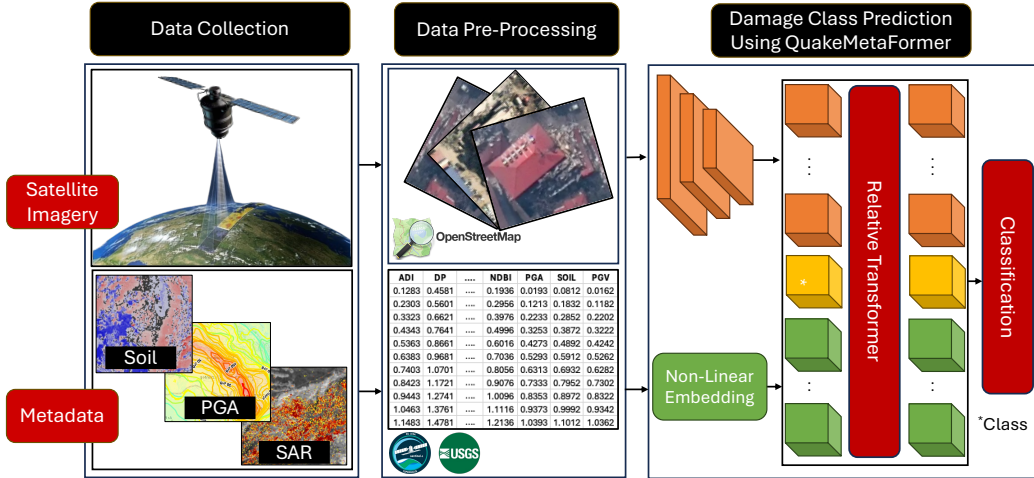 Data Collection
Data Pre-Processing
Damage Class Prediction
Using QuakeMetaFormer
Satellite
Imagery
Metadata
Soil
PGA
SAR
OpenStreetMap
ADI DP .... NDBI PGA SOIL PGV
0.1283 0.4581 .... 0.1936 0.0193 0.0812 0.0162
0.2303 0.5601 .... 0.2956 0.1213 0.1832 0.1182
0.3323 0.6621 .... 0.3976 0.2233 0.2852 0.2202
0.4343 0.7641 .... 0.4996 0.3253 0.3872 0.3222
0.5363 0.8661 .... 0.6016 0.4273 0.4892 0.4242
0.6383 0.9681 .... 0.7036 0.5293 0.5912 0.5262
0.7403 1.0701 .... 0.8056 0.6313 0.6932 0.6282
0.8423 1.1721 .... 0.9076 0.7333 0.7952 0.7302
0.9443 1.2741 .... 1.0096 0.8353 0.8972 0.8322
1.0463 1.3761 .... 1.1116 0.9373 0.9992 0.9342
1.1483 1.4781 .... 1.2136 1.0393 1.1012 1.0362
USGS
Non-Linear
Embedding
...
...
*
...
...
Relative Transformer
Classification
*Class